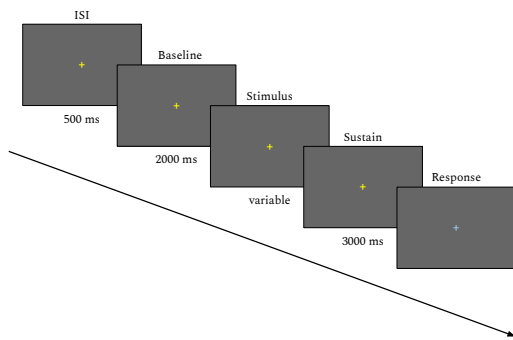 ISI
500 ms
Baseline
2000 ms
Stimulus
variable
Sustain
3000 ms
Response